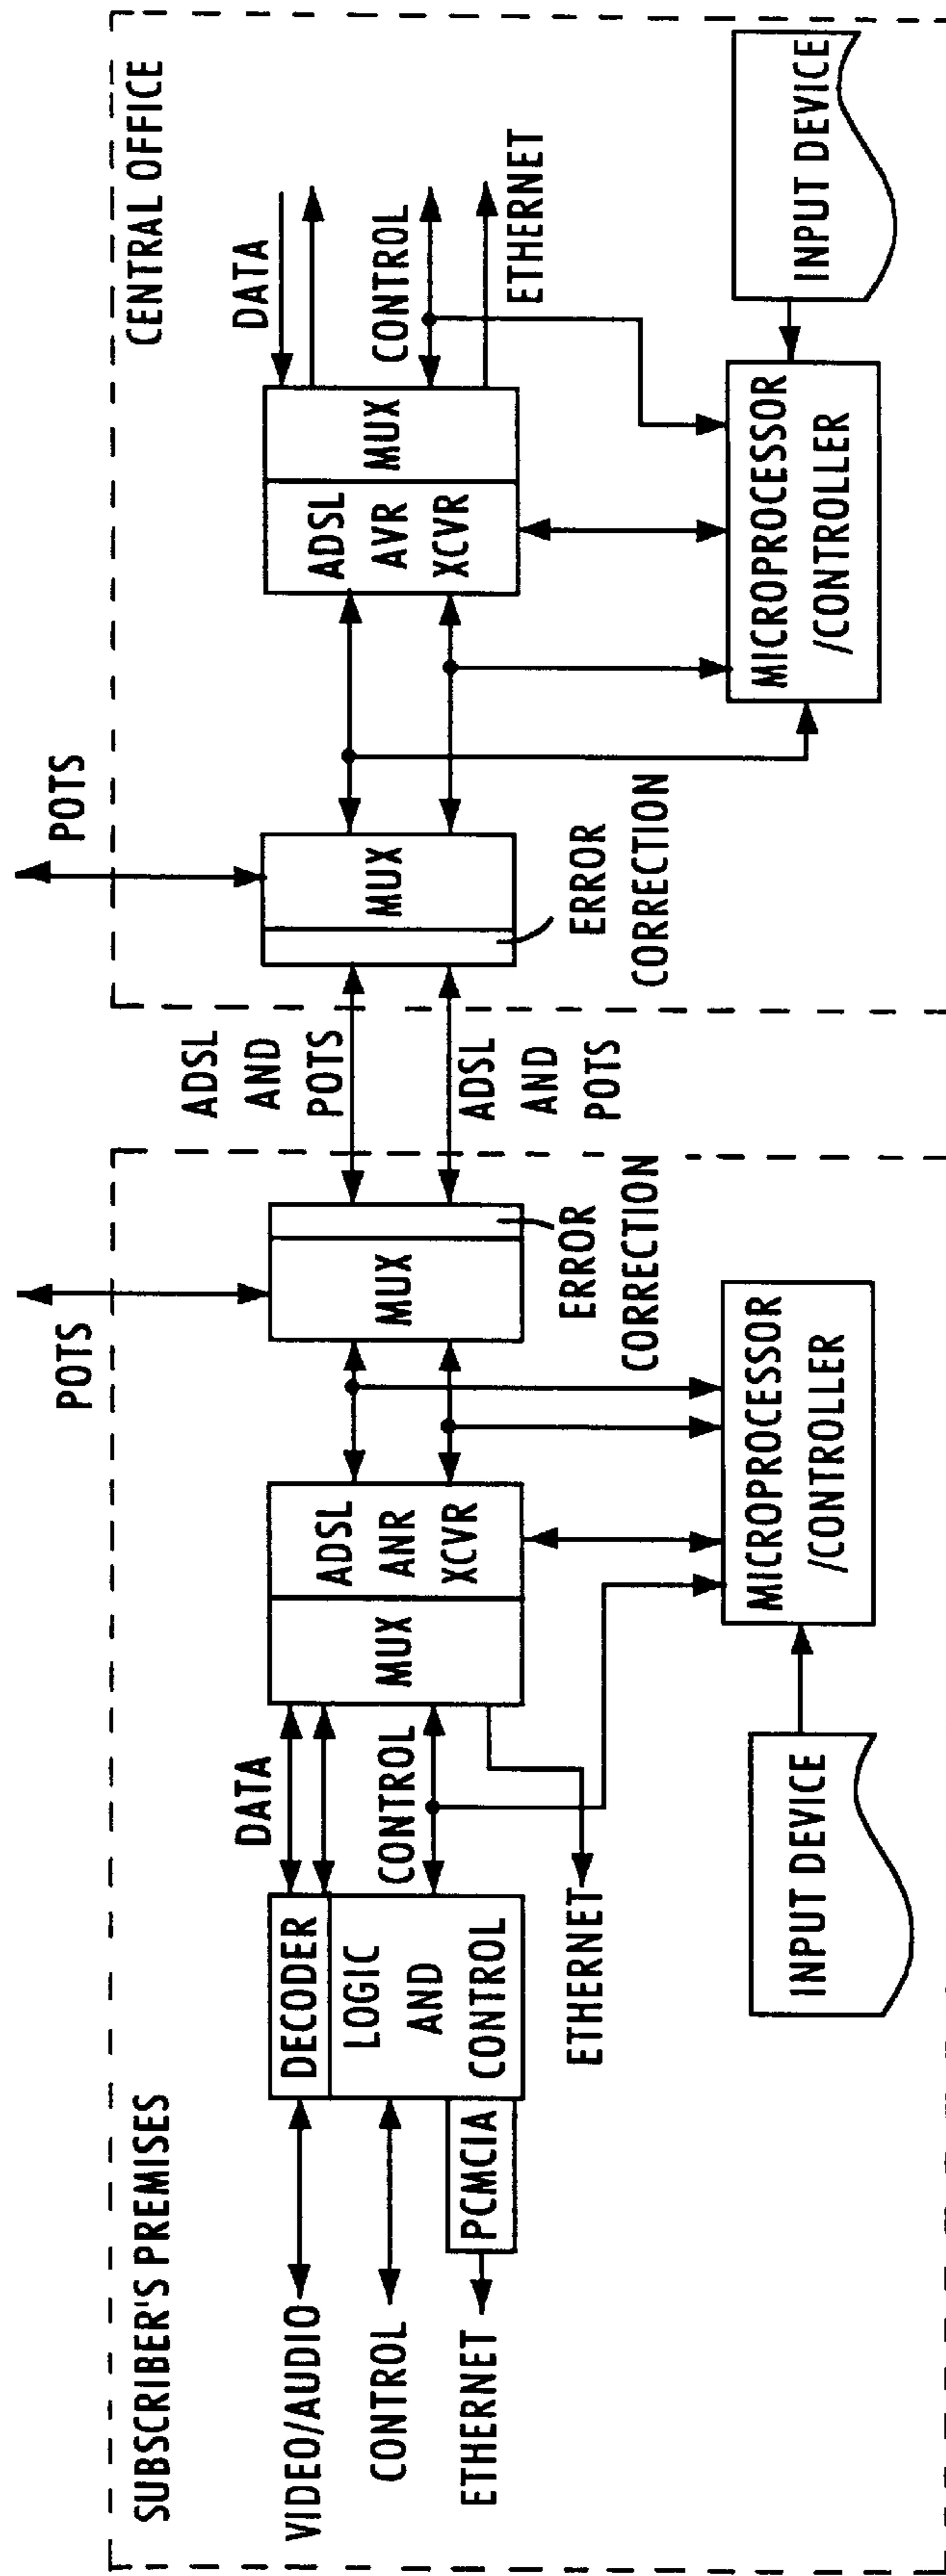 SUBSCRIBER'S PREMISES
VIDEO/AUDIO
CONTROL
ETHERNET
PCMCIA
DECODER
LOGIC
AND
CONTROL
DATA
CONTROL
ETHERNET
MUX
ADSL
ANR
XCVR
INPUT DEVICE
MICROPROCESSOR
/CONTROLLER
POTS
MUX
ERROR
CORRECTION
ADSL
AND
POTS
ADSL
AND
POTS
CENTRAL OFFICE
POTS
MUX
ERROR
CORRECTION
ADSL
AVR
XCVR
MUX
DATA
CONTROL
ETHERNET
MICROPROCESSOR
/CONTROLLER
INPUT DEVICE